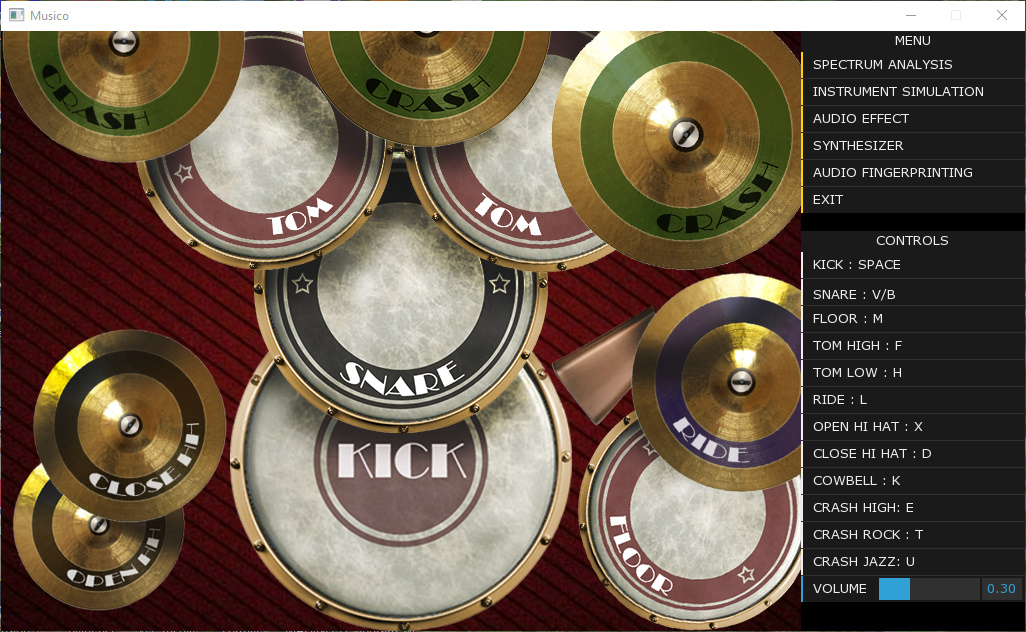 Musico
CRASH
CRASH
CRASH
TOM
TOM
SNARE
KICK
RIDE
CLOSE HH
OPEN HH
FLOOR
MENU
SPECTRUM ANALYSIS
INSTRUMENT SIMULATION
AUDIO EFFECT
SYNTHESIZER
AUDIO FINGERPRINTING
EXIT
CONTROLS
KICK : SPACE
SNARE : V/B
FLOOR : M
TOM HIGH : F
TOM LOW : H
RIDE : L
OPEN HI HAT : X
CLOSE HI HAT : D
COWBELL : K
CRASH HIGH: E
CRASH ROCK : T
CRASH JAZZ: U
VOLUME 0.30